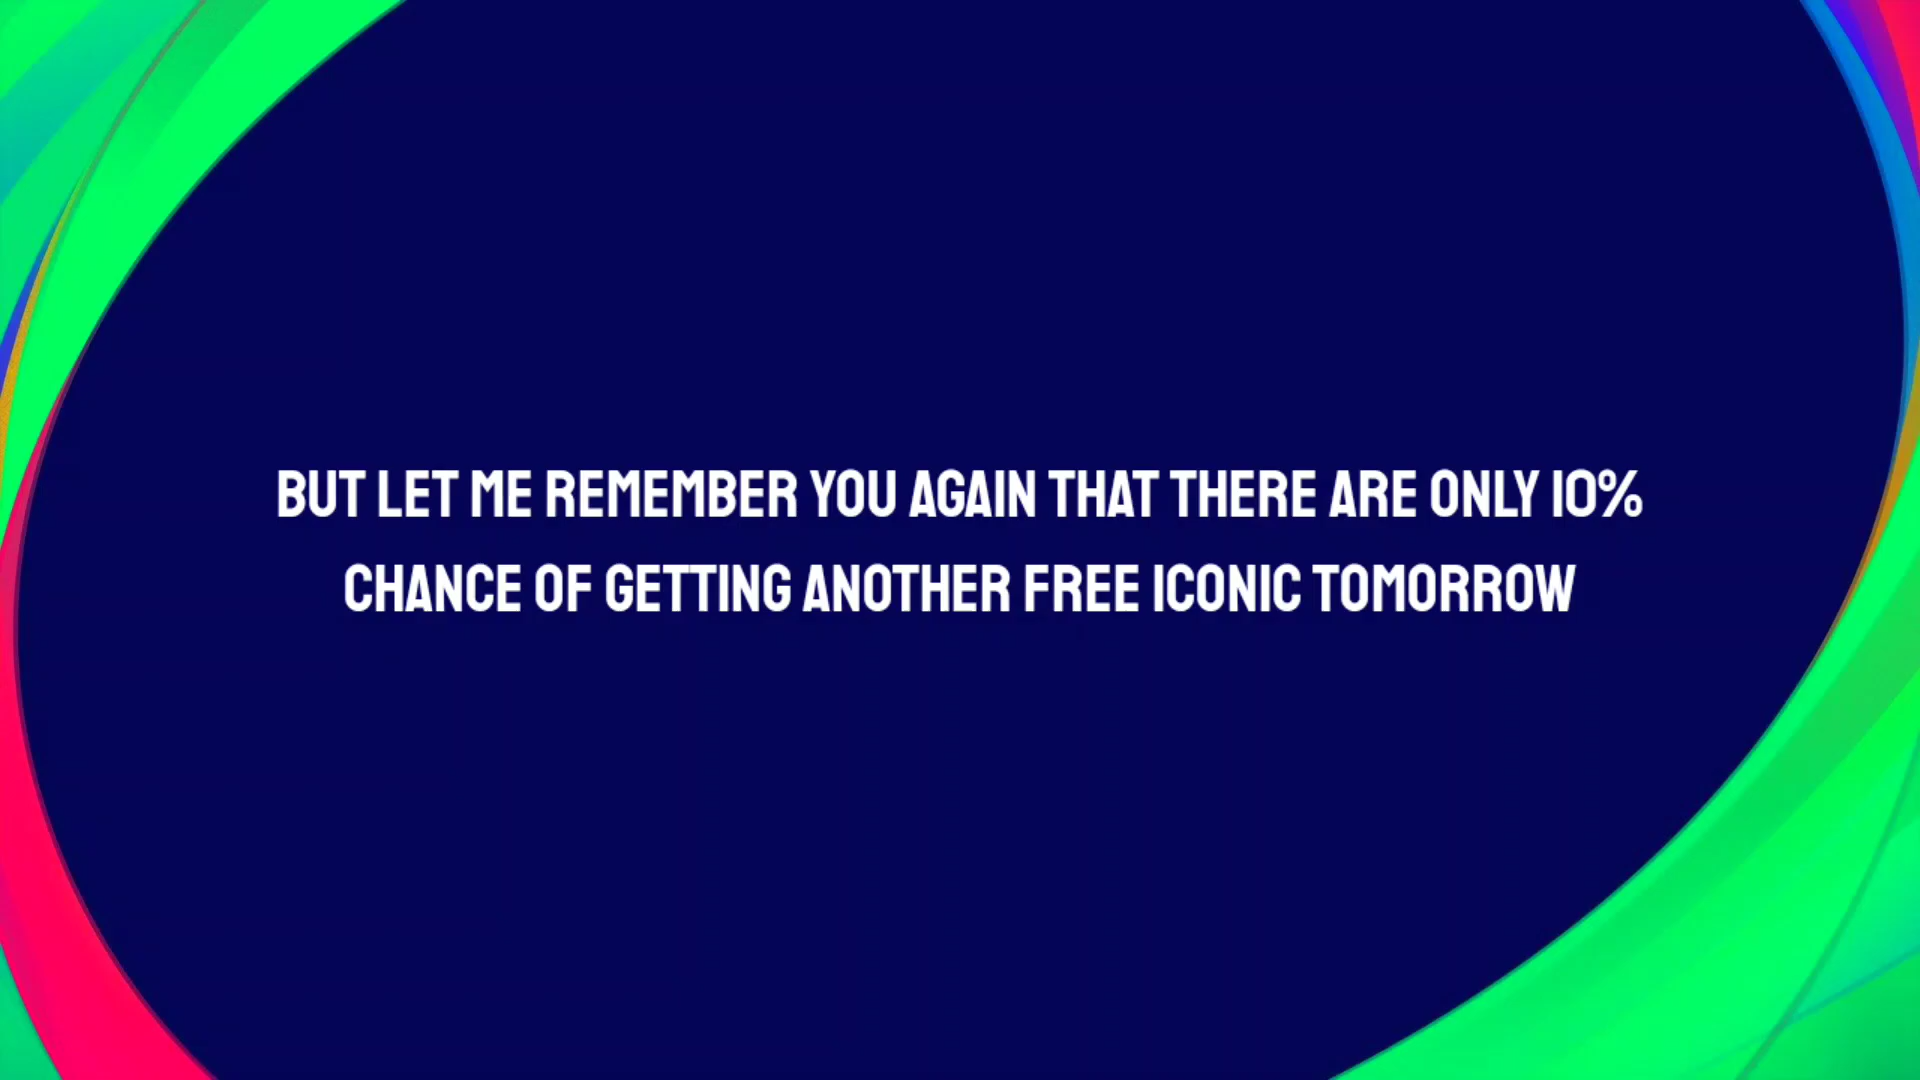 BUT LET ME REMEMBER YOU AGAIN THAT THERE ARE ONLY 10%
CHANCE OF GETTING ANOTHER FREE ICONIC TOMORROW